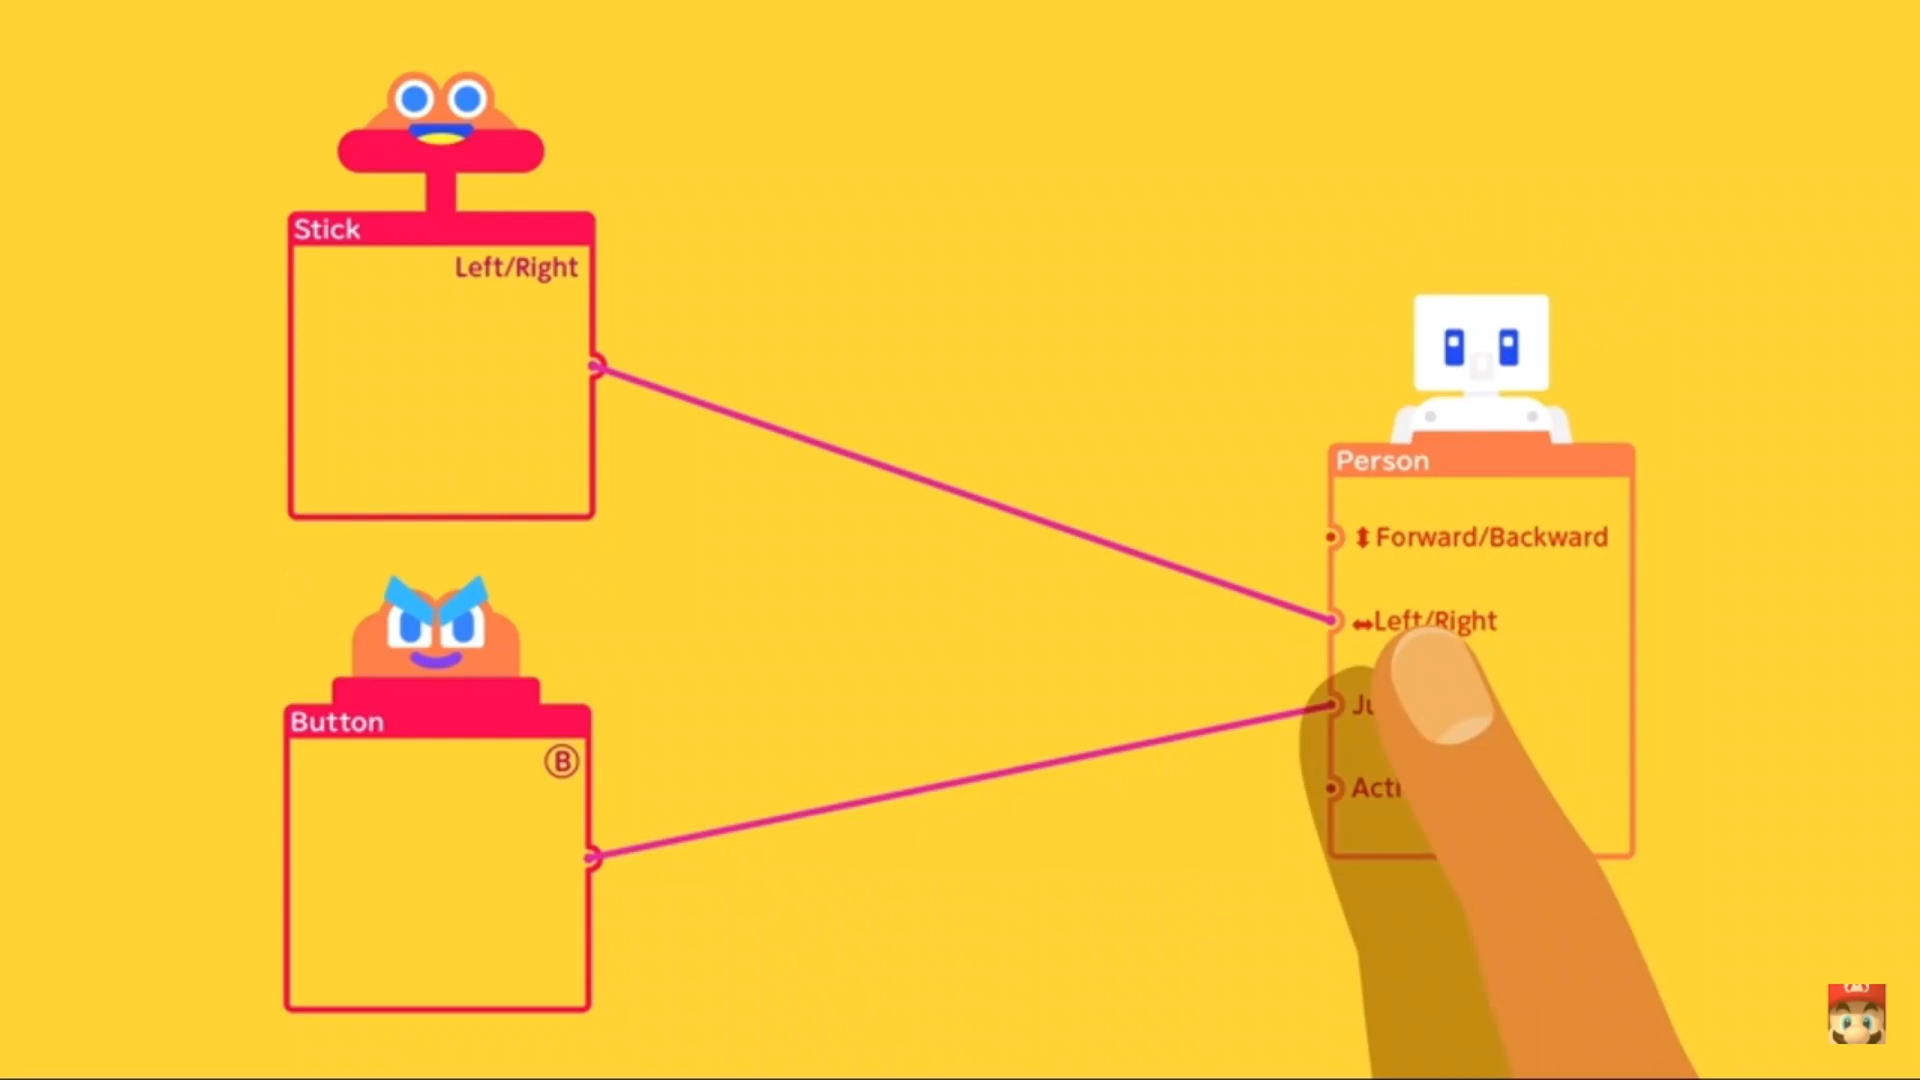 Stick
Left/Right
Person
Forward/Backward
Left/Right
Button
B